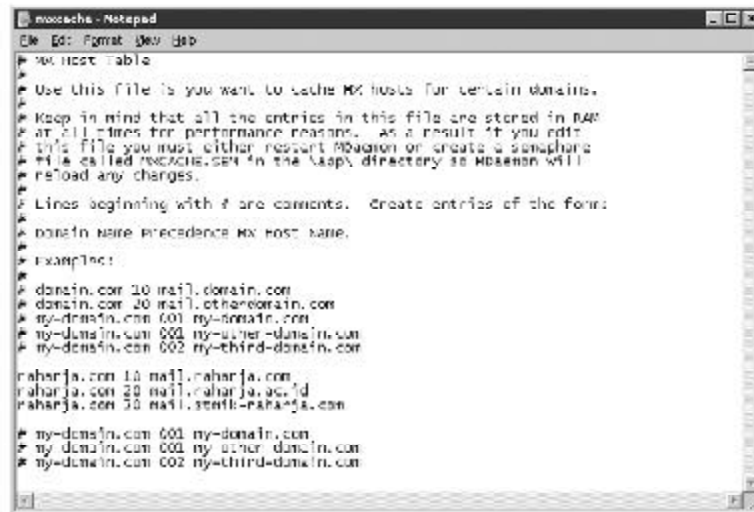 mxcache - Notepad
File Edit Format View Help
# MX Host Table
#
# Use this file is you want to cache MX hosts for certain domains.
#
# Keep in mind that all the entries in this file are stored in RAM
# at all times for performance reasons. As a result if you edit
# this file you must either restart MDaemon or create a semaphore
# file called MXCACHE.SEM in the \app\ directory so MDaemon will
# reload any changes.
#
# Lines beginning with # are comments. Create entries of the form:
#
# Domain Name Precedence MX Host Name.
#
# Examples:
#
# domain.com 10 mail.domain.com
# domain.com 20 mail.otherdomain.com
# my-domain.com 001 my-domain.com
# my-domain.com 001 my-other-domain.com
# my-domain.com 002 my-third-domain.com
raharja.com 10 mail.raharja.com
raharja.com 20 mail.raharja.ac.id
raharja.com 30 mail.stmik-raharja.com
# my-domain.com 001 my-domain.com
# my-domain.com 001 my-other-domain.com
# my-domain.com 002 my-third-domain.com